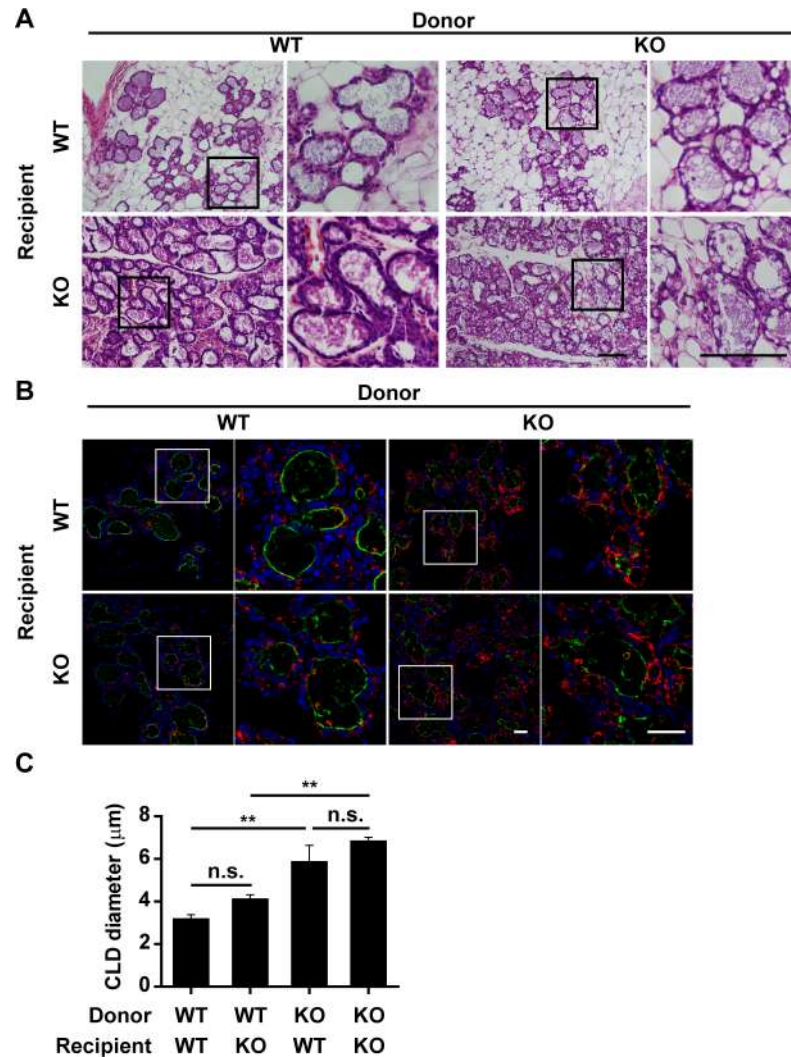 A
Donor
WT KO
Recipient
WT
KO
B
Donor
WT KO
Recipient
WT
KO
C
CLD diameter (μm)
8
6
4
2
0
**
**
n.s.
n.s.
Donor WT WT KO KO
Recipient WT KO WT KO